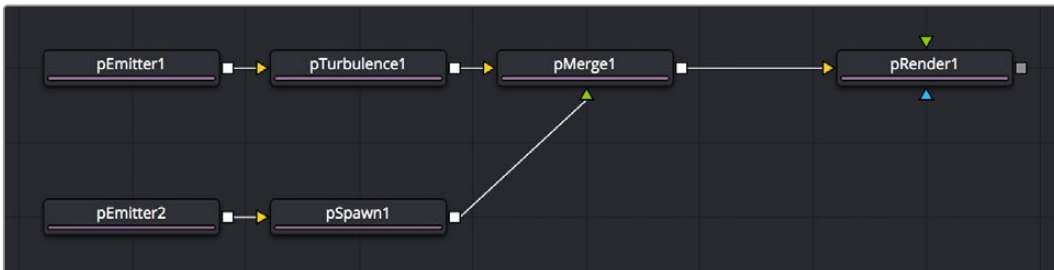 pEmitter1
pTurbulence1
pMerge1
pRender1
pEmitter2
pSpawn1